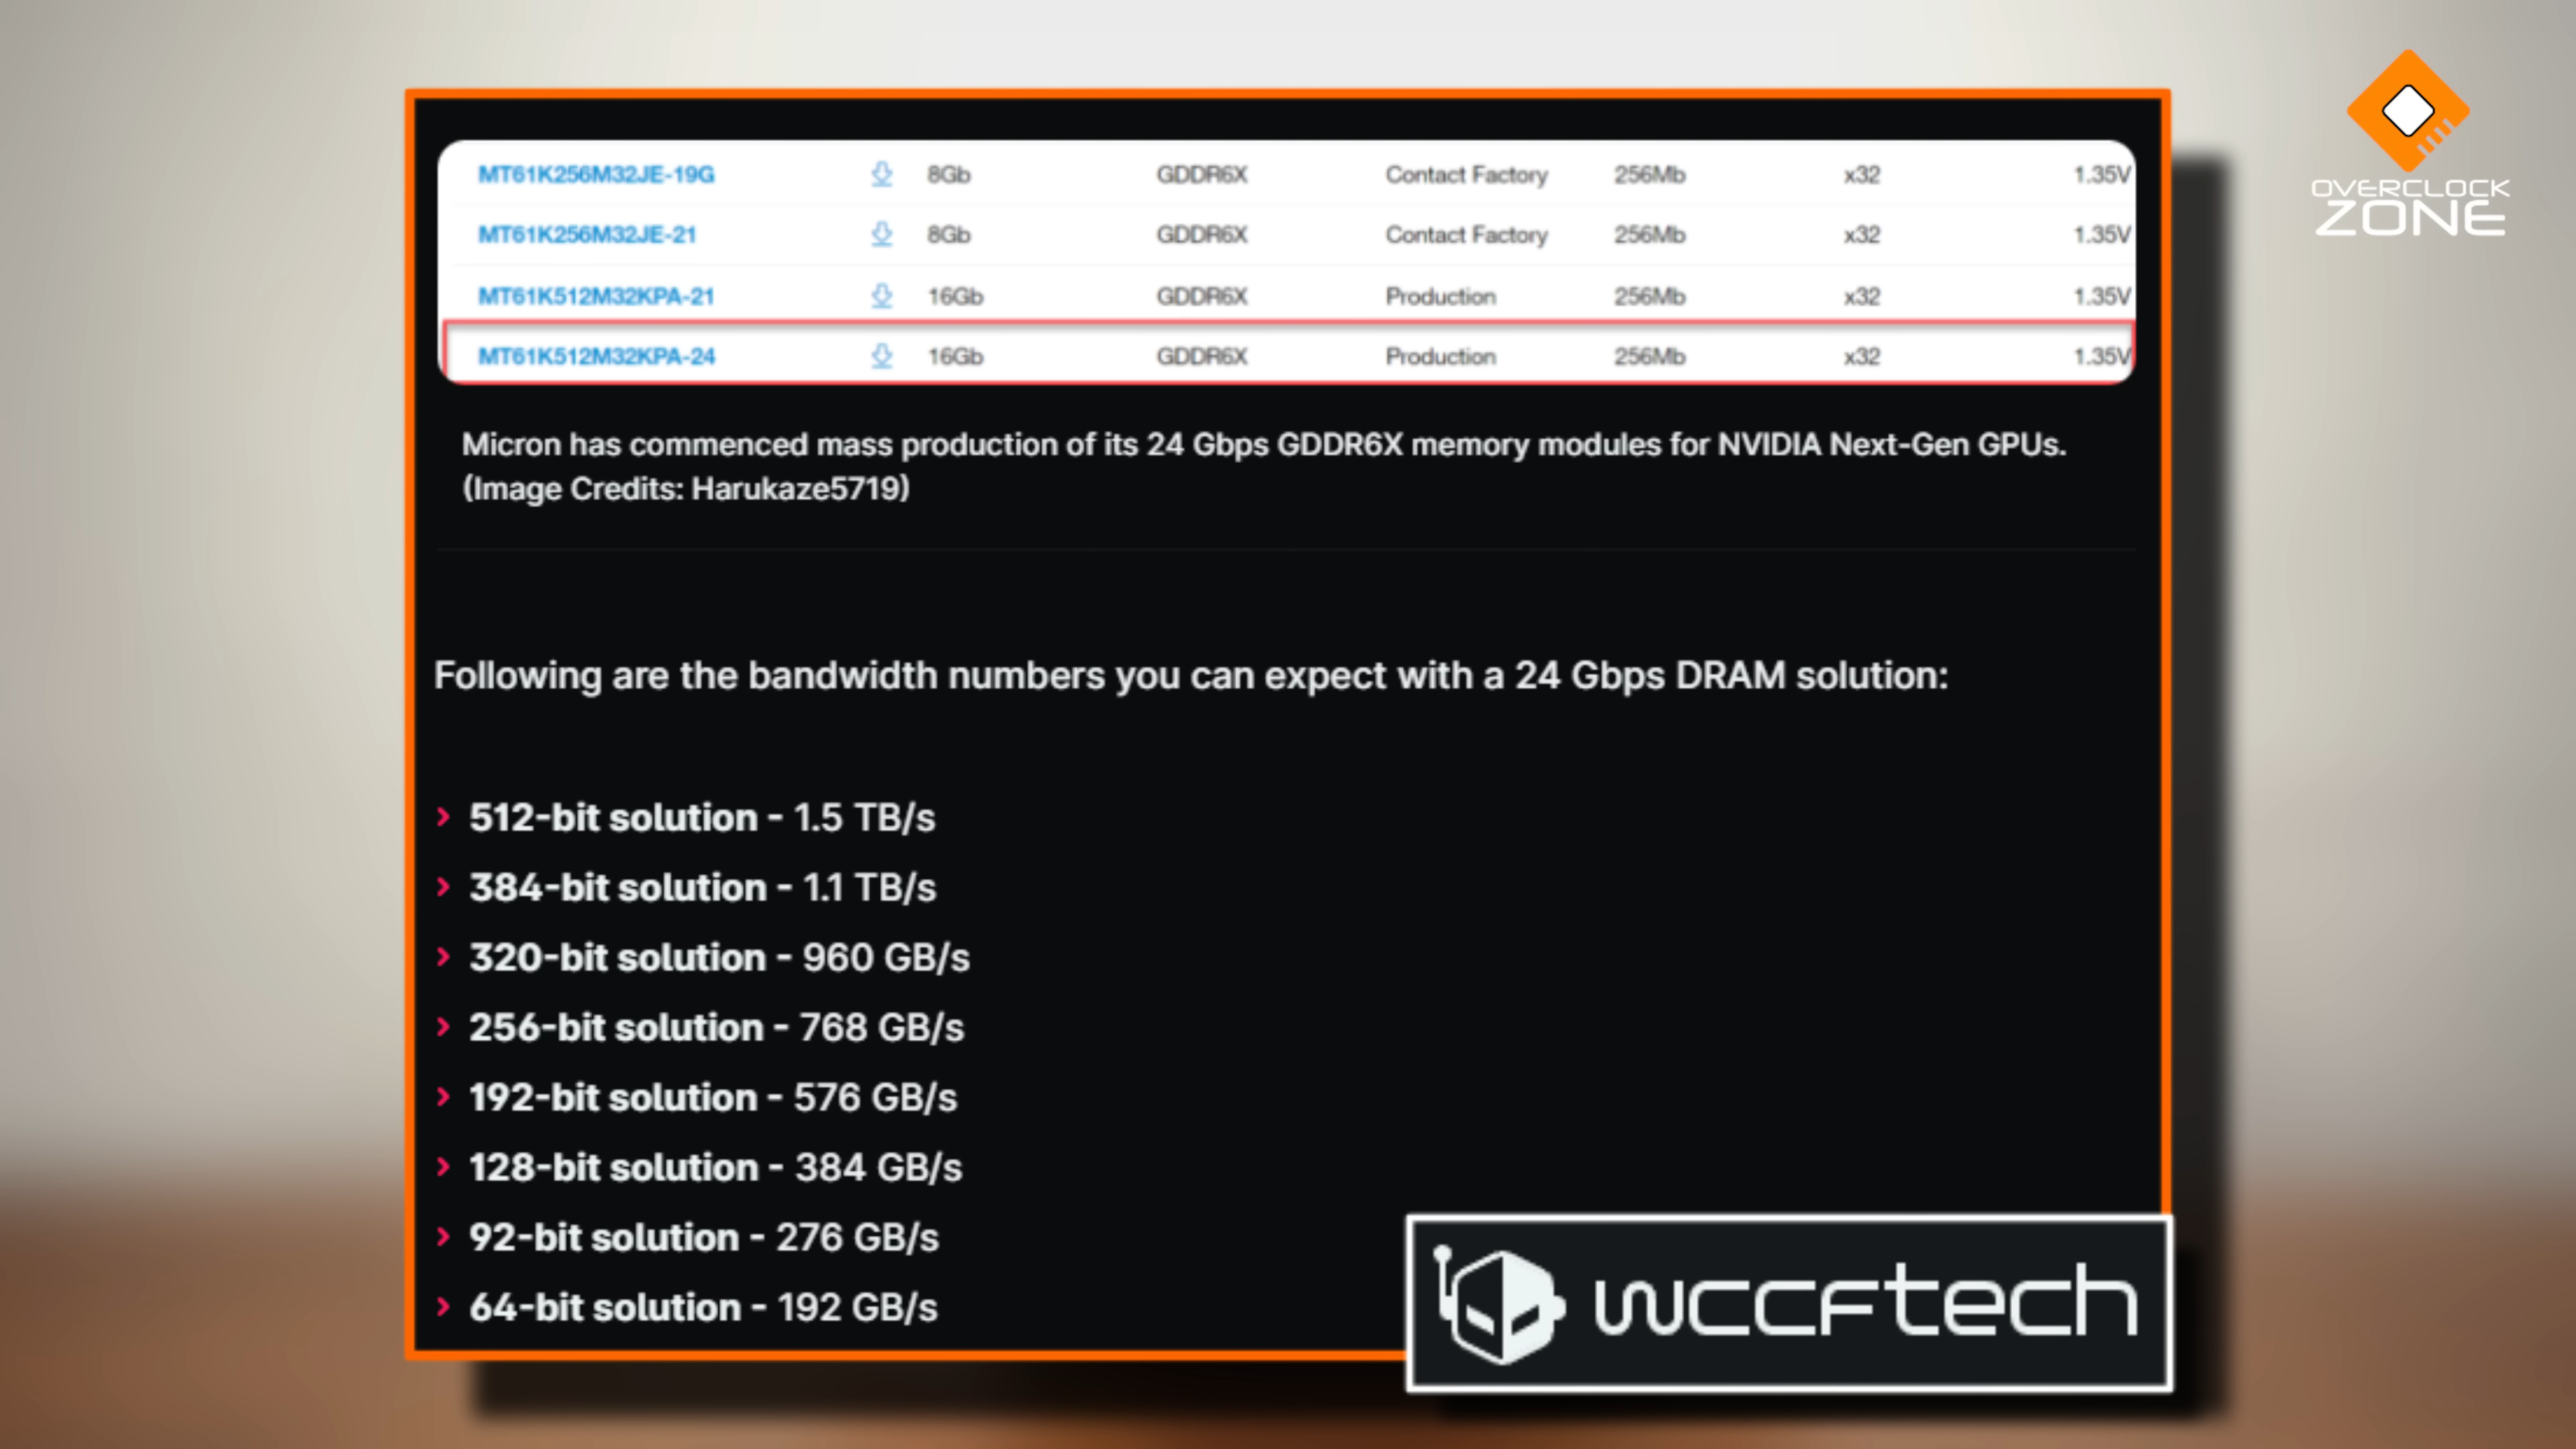 OVERCLOCK
ZONE
MT61K256M32JE-19G 8Gb GDDR6X Contact Factory 256Mb x32 1.35V
MT61K256M32JE-21 8Gb GDDR6X Contact Factory 256Mb x32 1.35V
MT61K512M32KPA-21 16Gb GDDR6X Production 256Mb x32 1.35V
MT61K512M32KPA-24 16Gb GDDR6X Production 256Mb x32 1.35V
Micron has commenced mass production of its 24 Gbps GDDR6X memory modules for NVIDIA Next-Gen GPUs.
(Image Credits: Harukaze5719)
Following are the bandwidth numbers you can expect with a 24 Gbps DRAM solution:
› 512-bit solution - 1.5 TB/s
› 384-bit solution - 1.1 TB/s
› 320-bit solution - 960 GB/s
› 256-bit solution - 768 GB/s
› 192-bit solution - 576 GB/s
› 128-bit solution - 384 GB/s
› 92-bit solution - 276 GB/s
› 64-bit solution - 192 GB/s
wccftech